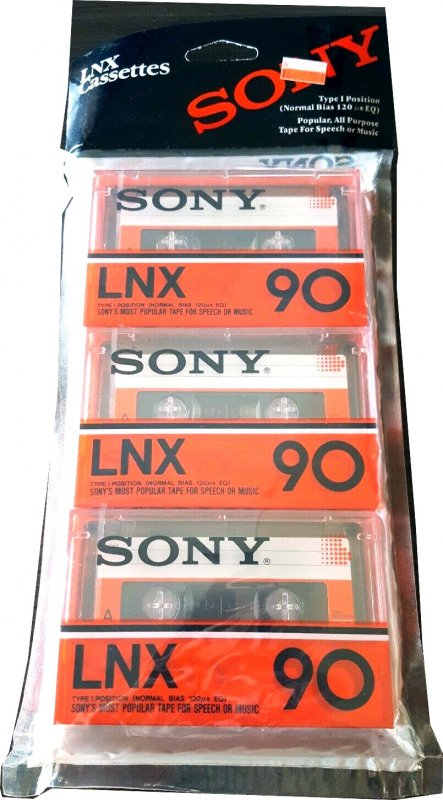 LNX
Cassettes
SONY
Type I Position
(Normal Bias 120 μs EQ)
Popular, All Purpose
Tape For Speech or Music
SONY
SONY®
A
LNX 90
TYPE I POSITION (NORMAL BIAS 120μs EQ)
SONY'S MOST POPULAR TAPE FOR SPEECH OR MUSIC
SONY®
A
LNX 90
TYPE I POSITION (NORMAL BIAS 120μs EQ)
SONY'S MOST POPULAR TAPE FOR SPEECH OR MUSIC
SONY®
A
LNX 90
TYPE I POSITION (NORMAL BIAS 120μs EQ)
SONY'S MOST POPULAR TAPE FOR SPEECH OR MUSIC